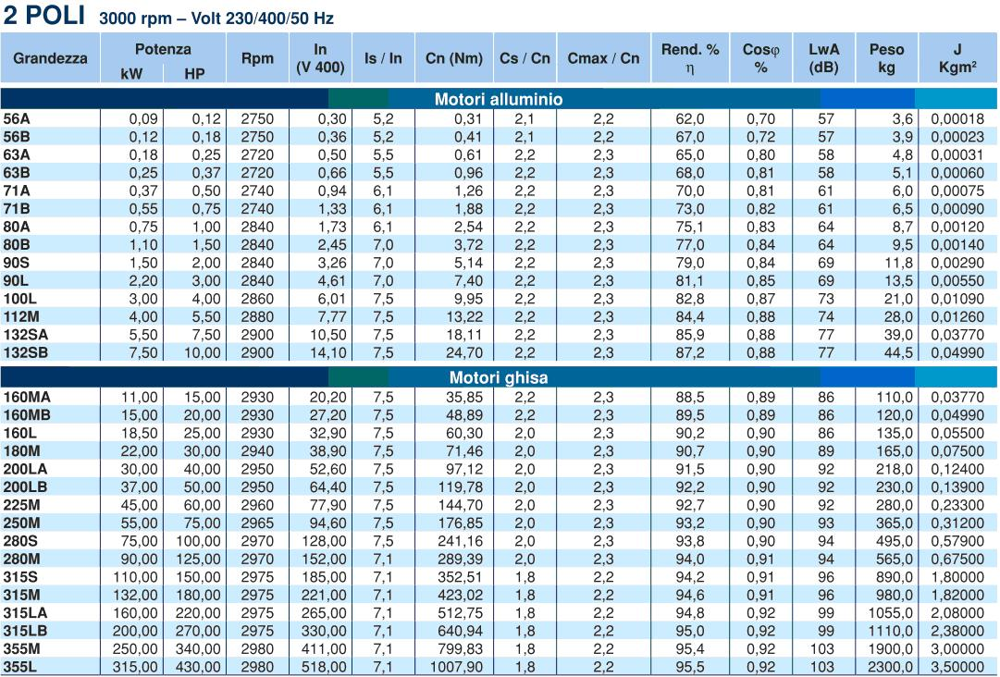 2 POLI 3000 rpm – Volt 230/400/50 Hz
Grandezza Potenza kW HP Rpm In (V 400) Is / In Cn (Nm) Cs / Cn Cmax / Cn Rend. % η Cosφ % LwA (dB) Peso kg J Kgm²
Motori alluminio
56A 0,09 0,12 2750 0,30 5,2 0,31 2,1 2,2 62,0 0,70 57 3,6 0,00018
56B 0,12 0,18 2750 0,36 5,2 0,41 2,1 2,2 67,0 0,72 57 3,9 0,00023
63A 0,18 0,25 2720 0,50 5,5 0,61 2,2 2,3 65,0 0,80 58 4,8 0,00031
63B 0,25 0,37 2720 0,66 5,5 0,96 2,2 2,3 68,0 0,81 58 5,1 0,00060
71A 0,37 0,50 2740 0,94 6,1 1,26 2,2 2,3 70,0 0,81 61 6,0 0,00075
71B 0,55 0,75 2740 1,33 6,1 1,88 2,2 2,3 73,0 0,82 61 6,5 0,00090
80A 0,75 1,00 2840 1,73 6,1 2,54 2,2 2,3 75,1 0,83 64 8,7 0,00120
80B 1,10 1,50 2840 2,45 7,0 3,72 2,2 2,3 77,0 0,84 64 9,5 0,00140
90S 1,50 2,00 2840 3,26 7,0 5,14 2,2 2,3 79,0 0,84 69 11,8 0,00290
90L 2,20 3,00 2840 4,61 7,0 7,40 2,2 2,3 81,1 0,85 69 13,5 0,00550
100L 3,00 4,00 2860 6,01 7,5 9,95 2,2 2,3 82,8 0,87 73 21,0 0,01090
112M 4,00 5,50 2880 7,77 7,5 13,22 2,2 2,3 84,4 0,88 74 28,0 0,01260
132SA 5,50 7,50 2900 10,50 7,5 18,11 2,2 2,3 85,9 0,88 77 39,0 0,03770
132SB 7,50 10,00 2900 14,10 7,5 24,70 2,2 2,3 87,2 0,88 77 44,5 0,04990
Motori ghisa
160MA 11,00 15,00 2930 20,20 7,5 35,85 2,2 2,3 88,5 0,89 86 110,0 0,03770
160MB 15,00 20,00 2930 27,20 7,5 48,89 2,2 2,3 89,5 0,89 86 120,0 0,04990
160L 18,50 25,00 2930 32,90 7,5 60,30 2,0 2,3 90,2 0,90 86 135,0 0,05500
180M 22,00 30,00 2940 38,90 7,5 71,46 2,0 2,3 90,7 0,90 89 165,0 0,07500
200LA 30,00 40,00 2950 52,60 7,5 97,12 2,0 2,3 91,5 0,90 92 218,0 0,12400
200LB 37,00 50,00 2950 64,40 7,5 119,78 2,0 2,3 92,2 0,90 92 230,0 0,13900
225M 45,00 60,00 2960 77,90 7,5 144,70 2,0 2,3 92,7 0,90 92 280,0 0,23300
250M 55,00 75,00 2965 94,60 7,5 176,85 2,0 2,3 93,2 0,90 93 365,0 0,31200
280S 75,00 100,00 2970 128,00 7,5 241,16 2,0 2,3 93,8 0,90 94 495,0 0,57900
280M 90,00 125,00 2970 152,00 7,1 289,39 2,0 2,3 94,0 0,91 94 565,0 0,67500
315S 110,00 150,00 2975 185,00 7,1 352,51 1,8 2,2 94,2 0,91 96 890,0 1,80000
315M 132,00 180,00 2975 221,00 7,1 423,02 1,8 2,2 94,6 0,91 96 980,0 1,82000
315LA 160,00 220,00 2975 265,00 7,1 512,75 1,8 2,2 94,8 0,92 99 1055,0 2,08000
315LB 200,00 270,00 2975 330,00 7,1 640,94 1,8 2,2 95,0 0,92 99 1110,0 2,38000
355M 250,00 340,00 2980 411,00 7,1 799,83 1,8 2,2 95,4 0,92 103 1900,0 3,00000
355L 315,00 430,00 2980 518,00 7,1 1007,90 1,8 2,2 95,5 0,92 103 2300,0 3,50000